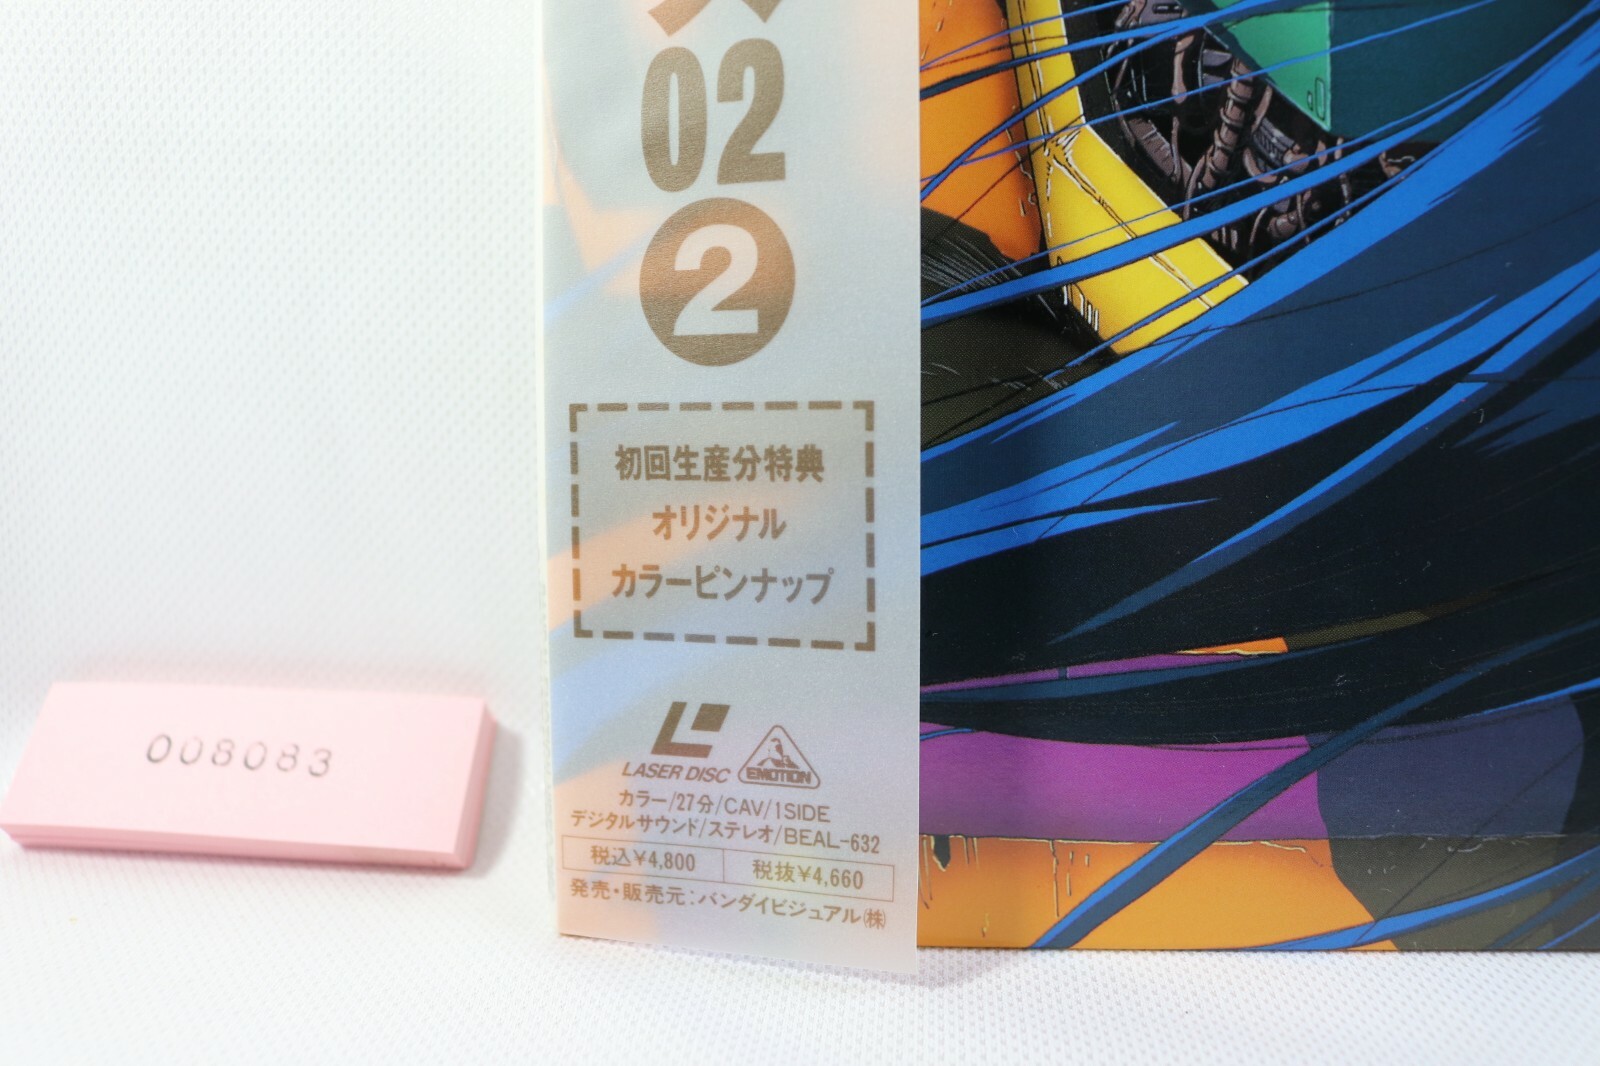 02
2
初回生産分特典
オリジナル
カラーピンナップ
LASER DISC
EMOTION
カラー/27分/CAV/1SIDE
デジタルサウンド/ステレオ/BEAL-632
税込¥4,800
税抜¥4,660
発売・販売元:バンダイビジュアル(株)
008083